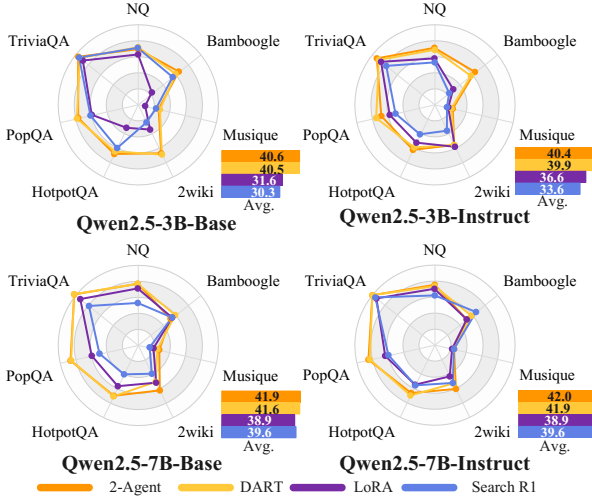 NQ
TriviaQA
Bamboogle
PopQA
Musique
HotpotQA
2wiki
40.6
40.5
31.6
30.3
Avg.
Qwen2.5-3B-Base
NQ
TriviaQA
Bamboogle
PopQA
Musique
HotpotQA
2wiki
40.4
39.9
36.6
33.6
Avg.
Qwen2.5-3B-Instruct
NQ
TriviaQA
Bamboogle
PopQA
Musique
HotpotQA
2wiki
41.9
41.6
38.9
39.6
Avg.
Qwen2.5-7B-Base
NQ
TriviaQA
Bamboogle
PopQA
Musique
HotpotQA
2wiki
42.0
41.9
38.9
39.6
Avg.
Qwen2.5-7B-Instruct
2-Agent DART LoRA Search R1